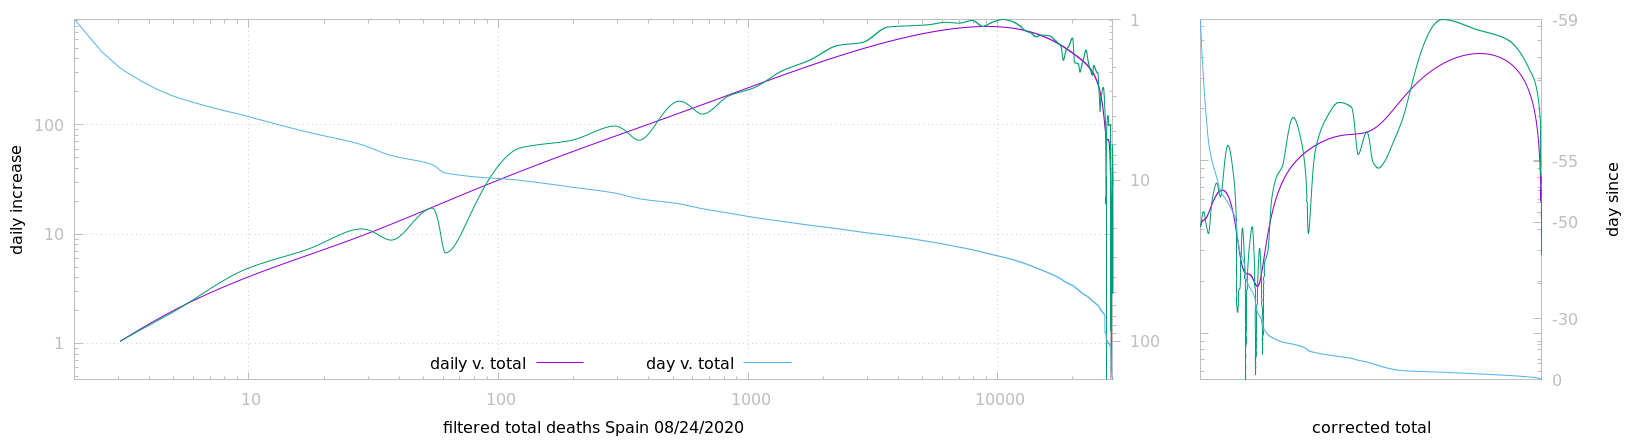 daily increase
100
10
1
daily v. total
day v. total
10
100
1000
10000
filtered total deaths Spain 08/24/2020
1
10
100
-59
-55
-50
-30
0
day since
corrected total